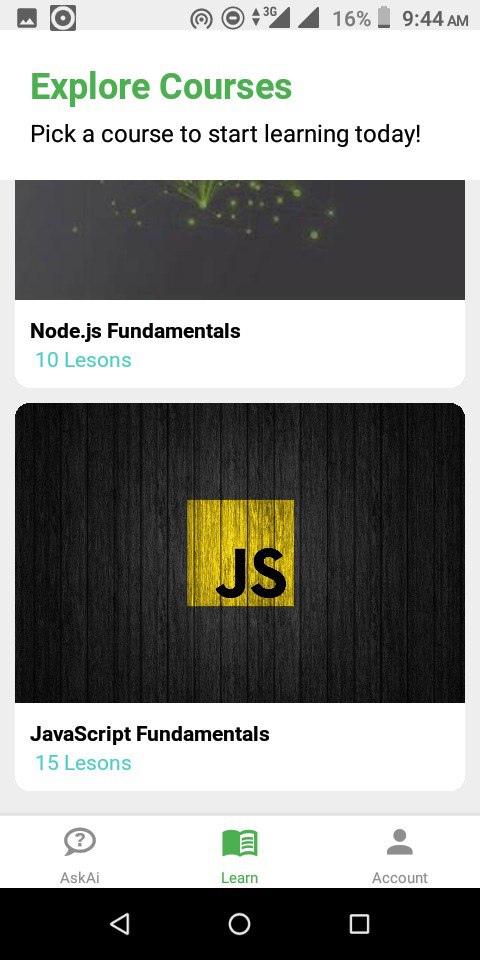 3G 16% 9:44 AM
Explore Courses
Pick a course to start learning today!
Node.js Fundamentals
10 Lesons
JS
JavaScript Fundamentals
15 Lesons
AskAi Learn Account